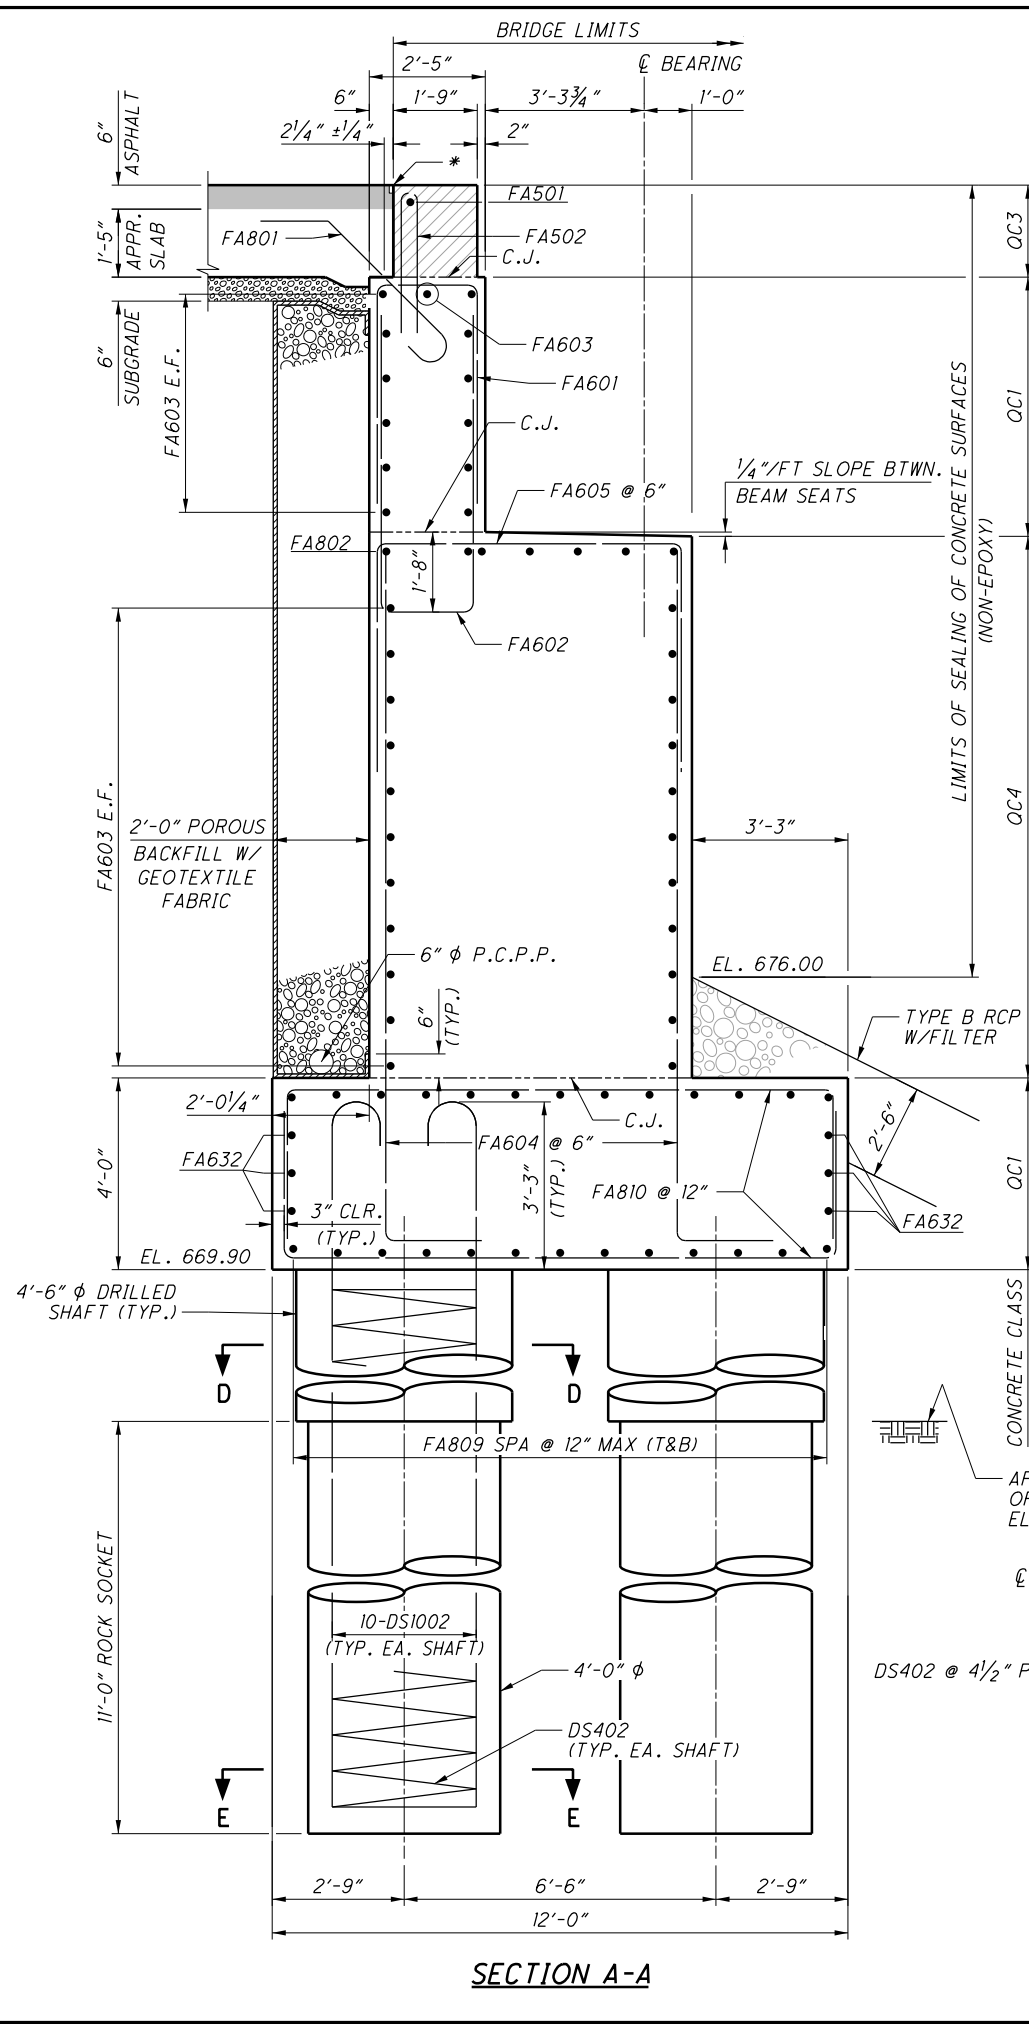 BRIDGE LIMITS
2'-5"
℄ BEARING
6"
1'-9"
3'-3¾"
1'-0"
2¼" ±¼"
2"
*
6"
ASPHALT
1'-5"
APPR.
SLAB
6"
SUBGRADE
FA801
FA501
FA502
C.J.
FA603
FA601
C.J.
FA603 E.F.
FA605 @ 6"
¼"/FT SLOPE BTWN.
BEAM SEATS
FA802
1'-8"
FA602
LIMITS OF SEALING OF CONCRETE SURFACES
(NON-EPOXY)
QC3
QC1
QC4
QC1
CONCRETE CLASS
FA603 E.F.
2'-0" POROUS
BACKFILL W/
GEOTEXTILE
FABRIC
3'-3"
6" ϕ P.C.P.P.
6"
(TYP.)
EL. 676.00
TYPE B RCP
W/FILTER
2'-6"
2'-0¼"
C.J.
4'-0"
FA632
FA604 @ 6"
3'-3"
(TYP.)
FA810 @ 12"
FA632
3" CLR.
(TYP.)
EL. 669.90
4'-6" ϕ DRILLED
SHAFT (TYP.)
D
D
FA809 SPA @ 12" MAX (T&B)
11'-0" ROCK SOCKET
10-DS1002
(TYP. EA. SHAFT)
4'-0" ϕ
DS402
(TYP. EA. SHAFT)
E
E
EL
℄
DS402 @ 4½" P
2'-9"
6'-6"
2'-9"
12'-0"
SECTION A-A